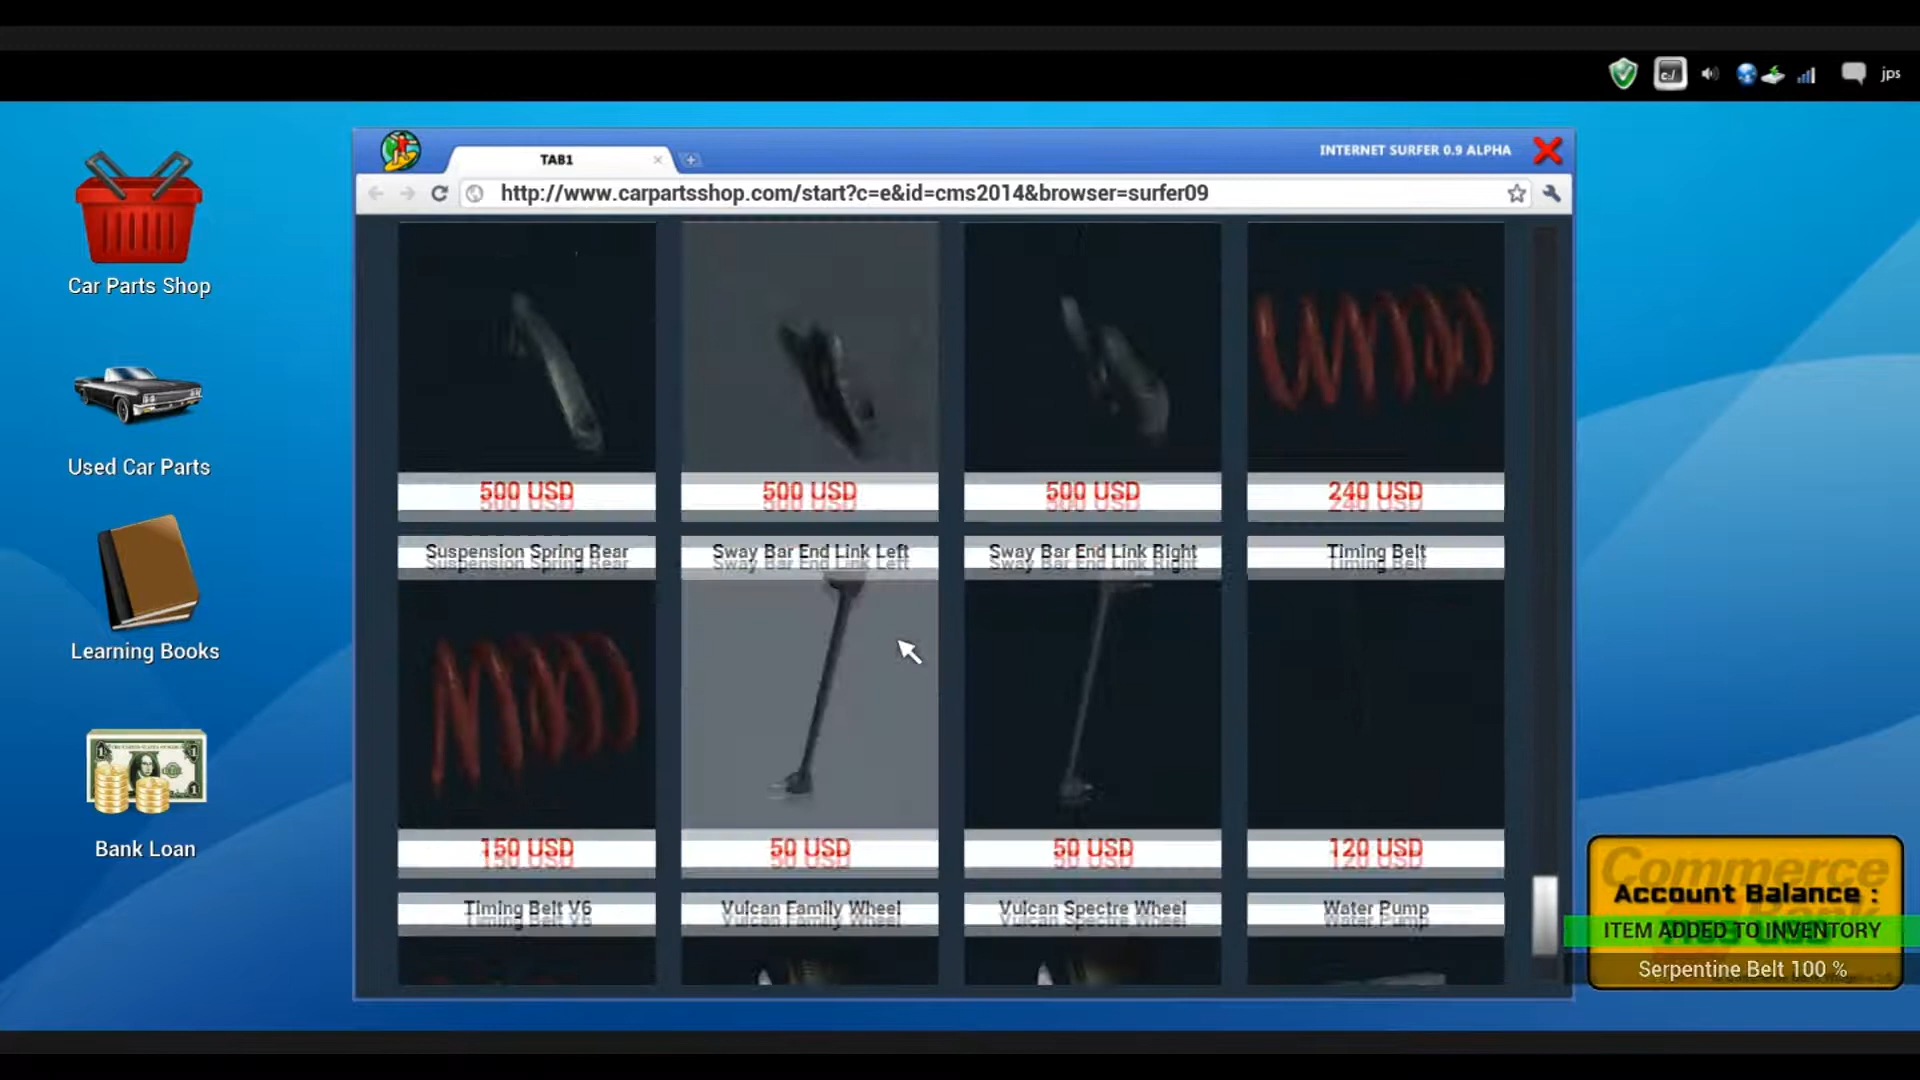 jps
TAB1
INTERNET SURFER 0.9 ALPHA
http://www.carpartsshop.com/start?c=e&id=cms2014&browser=surfer09
Car Parts Shop
Used Car Parts
Learning Books
Bank Loan
500 USD
500 USD
500 USD
240 USD
Suspension Spring Rear
Sway Bar End Link Left
Sway Bar End Link Right
Timing Belt
150 USD
50 USD
50 USD
120 USD
Timing Belt V6
Vulcan Family Wheel
Vulcan Spectre Wheel
Water Pump
Commerce
Account Balance :
ITEM ADDED TO INVENTORY
Serpentine Belt 100 %